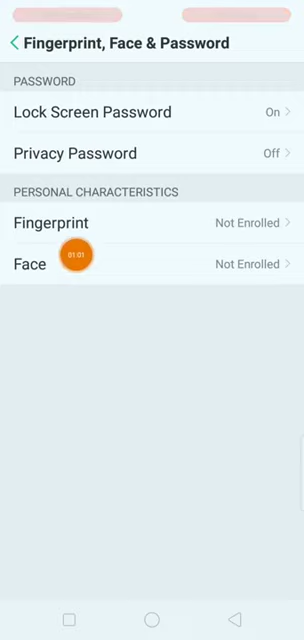 Fingerprint, Face & Password
PASSWORD
Lock Screen Password On
Privacy Password Off
PERSONAL CHARACTERISTICS
Fingerprint Not Enrolled
Face Not Enrolled
01:01